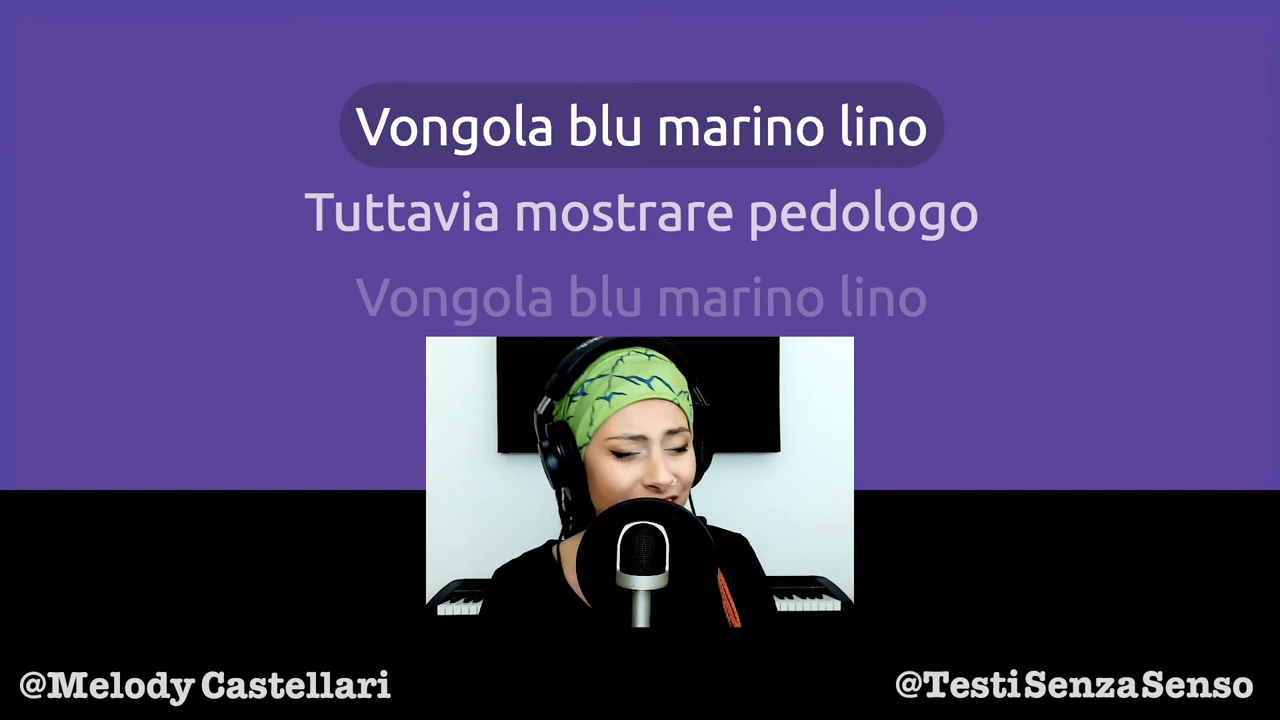 Vongola blu marino lino
Tuttavia mostrare pedologo
Vongola blu marino lino
@Melody Castellari
@TestiSenzaSenso